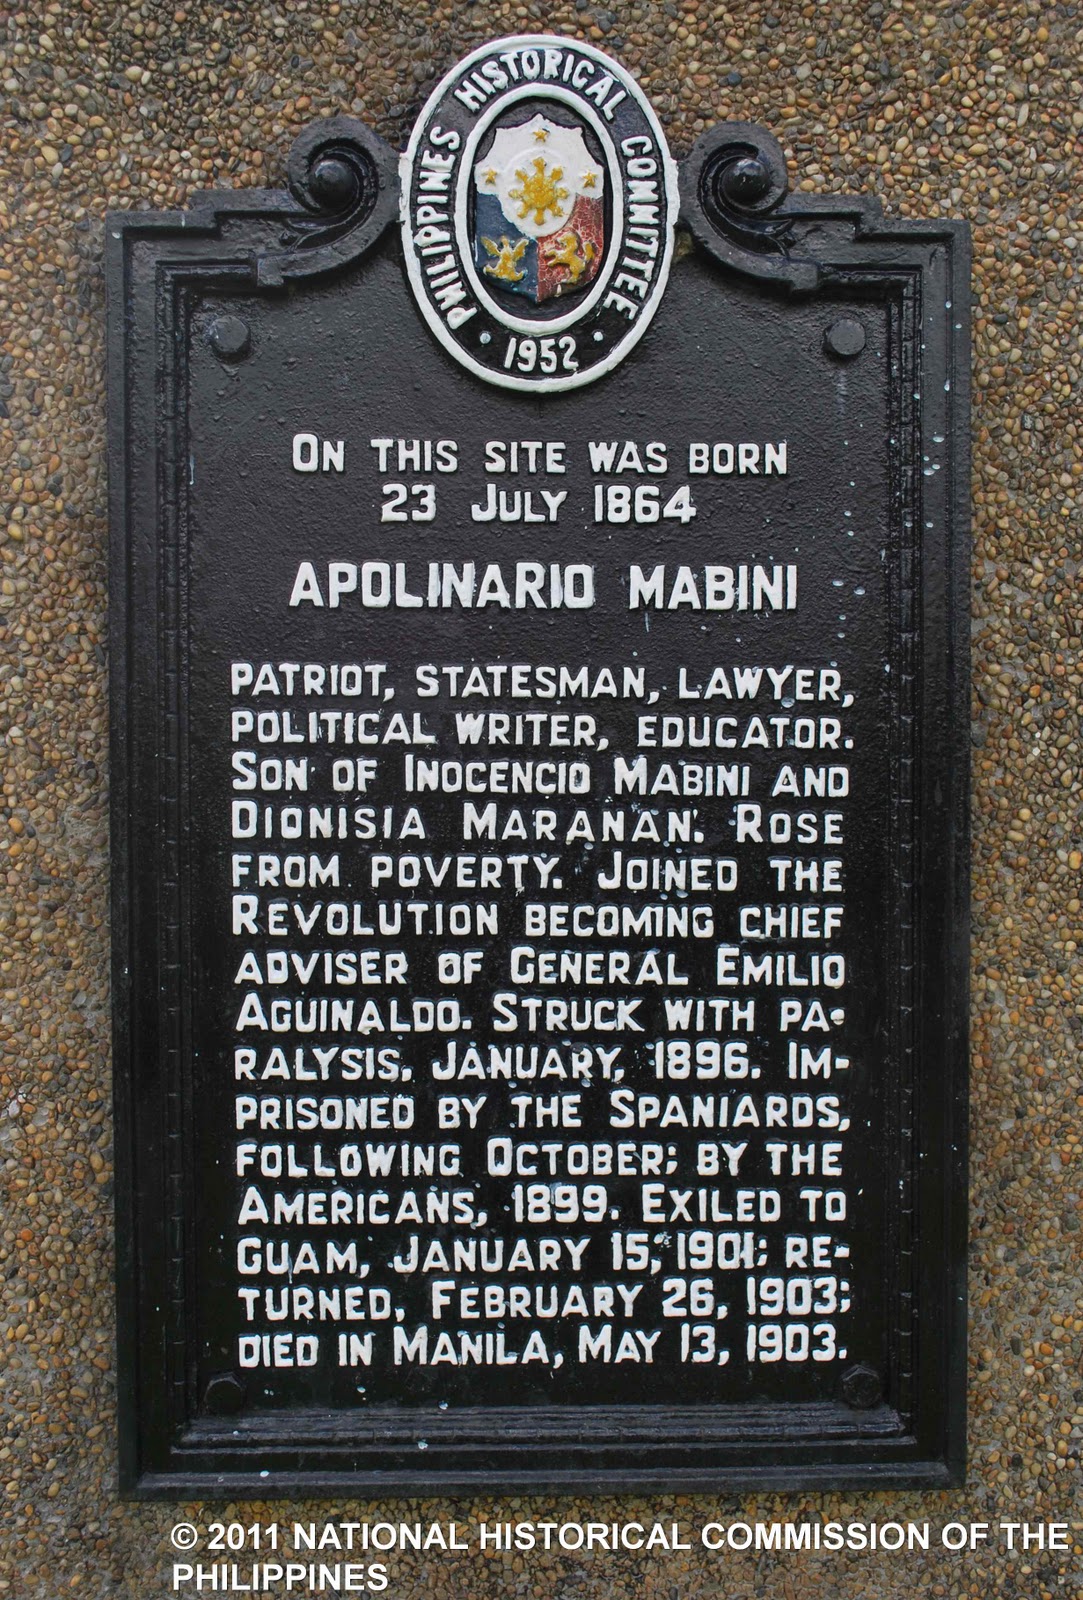 PHILIPPINES HISTORICAL COMMITTEE
· 1952 ·
ON THIS SITE WAS BORN
23 JULY 1864
APOLINARIO MABINI
PATRIOT, STATESMAN, LAWYER,
POLITICAL WRITER, EDUCATOR.
SON OF INOCENCIO MABINI AND
DIONISIA MARANAN. ROSE
FROM POVERTY. JOINED THE
REVOLUTION BECOMING CHIEF
ADVISER OF GENERAL EMILIO
AGUINALDO. STRUCK WITH PA-
RALYSIS, JANUARY, 1896. IM-
PRISONED BY THE SPANIARDS,
FOLLOWING OCTOBER; BY THE
AMERICANS, 1899. EXILED TO
GUAM, JANUARY 15, 1901; RE-
TURNED, FEBRUARY 26, 1903;
DIED IN MANILA, MAY 13, 1903.
© 2011 NATIONAL HISTORICAL COMMISSION OF THE
PHILIPPINES